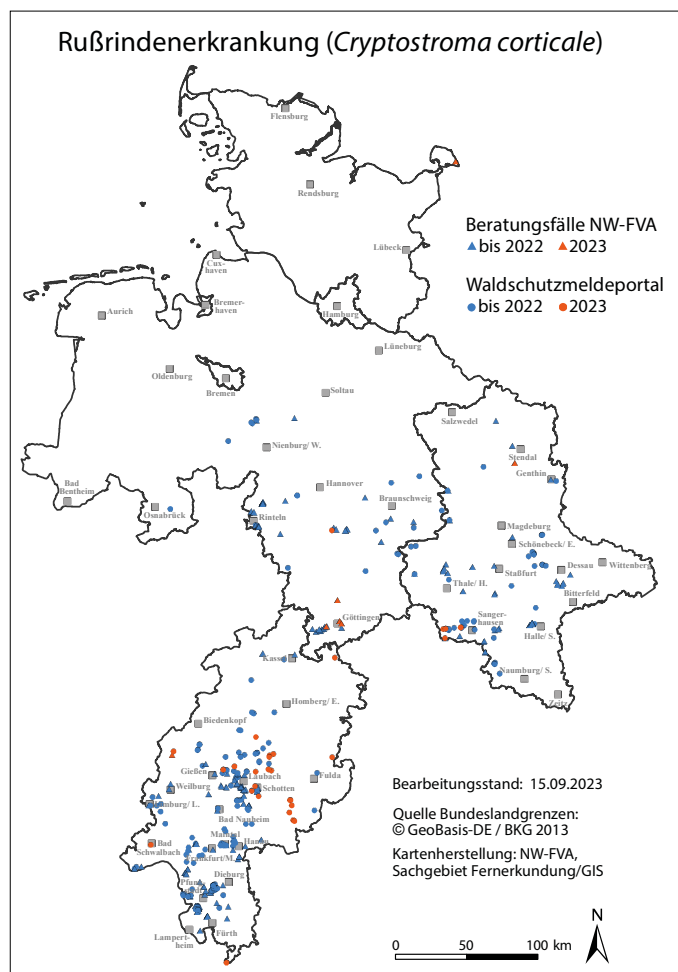 Rußrindenerkrankung (Cryptostroma corticale)
Flensburg
Rendsburg
Beratungsfälle NW-FVA
bis 2022 2023
Waldschutzmeldeportal
bis 2022 2023
Lübeck
Cux-
haven
Bremer-
haven
Aurich
Hamburg
Lüneburg
Oldenburg
Bremen
Soltau
Salzwedel
Nienburg/ W.
Stendal
Genthin
Bad
Bentheim
Osnabrück
Hannover
Braunschweig
Rinteln
Magdeburg
Schönebeck/ E.
Dessau
Wittenberg
Staßfurt
Thale/ H.
Bitterfeld
Göttingen
Sanger-
hausen
Halle/ S.
Kassel
Naumburg/ S.
Zeitz
Homberg/ E.
Biedenkopf
Gießen
Laubach
Fulda
Weilburg
Schotten
Limburg/ L.
Bad Nauheim
Bad
Schwalbach
Maintal
Hanau
Frankfurt/M.
Dieburg
Lampert-
heim
Fürth
Bearbeitungsstand: 15.09.2023
Quelle Bundeslandgrenzen:
© GeoBasis-DE / BKG 2013
Kartenherstellung: NW-FVA,
Sachgebiet Fernerkundung/GIS
N
0 50 100 km